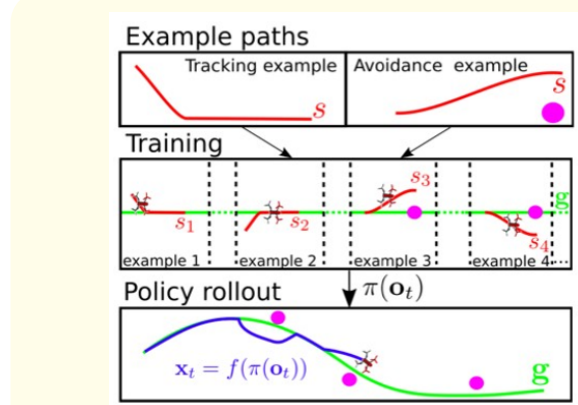 Example paths
Tracking example
Avoidance example
s
s
Training
s₁
s₂
s₃
s₄
g
example 1
example 2
example 3
example 4
...
Policy rollout
π(oₜ)
xₜ = f(π(oₜ))
g